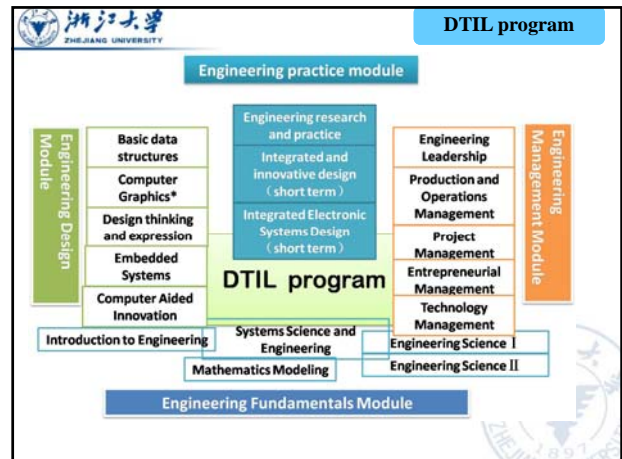 浙江大学
ZHEJIANG UNIVERSITY
DTIL program
Engineering practice module
Engineering Design
Module
Basic data
structures
Computer
Graphics*
Design thinking
and expression
Embedded
Systems
Computer Aided
Innovation
Engineering research
and practice
Integrated and
innovative design
（short term）
Integrated Electronic
Systems Design
（short term）
DTIL program
Engineering
Leadership
Production and
Operations
Management
Project
Management
Entrepreneurial
Management
Technology
Management
Engineering
Management Module
Introduction to Engineering
Systems Science and
Engineering
Engineering Science Ⅰ
Mathematics Modeling
Engineering Science Ⅱ
Engineering Fundamentals Module
1897